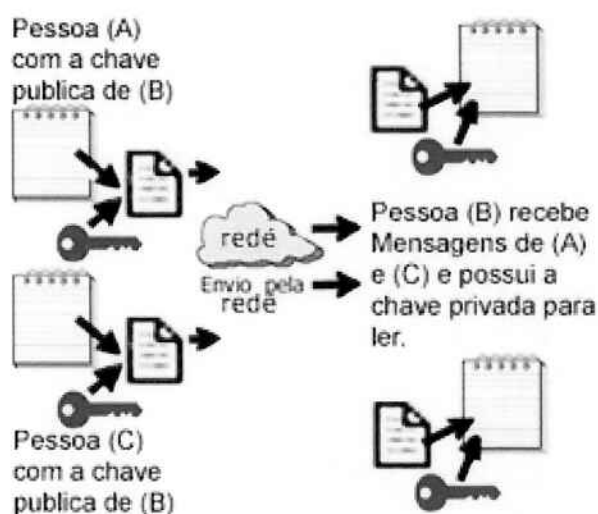 Pessoa (A)
com a chave
publica de (B)
redé
Envio pela
rede
Pessoa (B) recebe
Mensagens de (A)
e (C) e possui a
chave privada para
ler.
Pessoa (C)
com a chave
publica de (B)